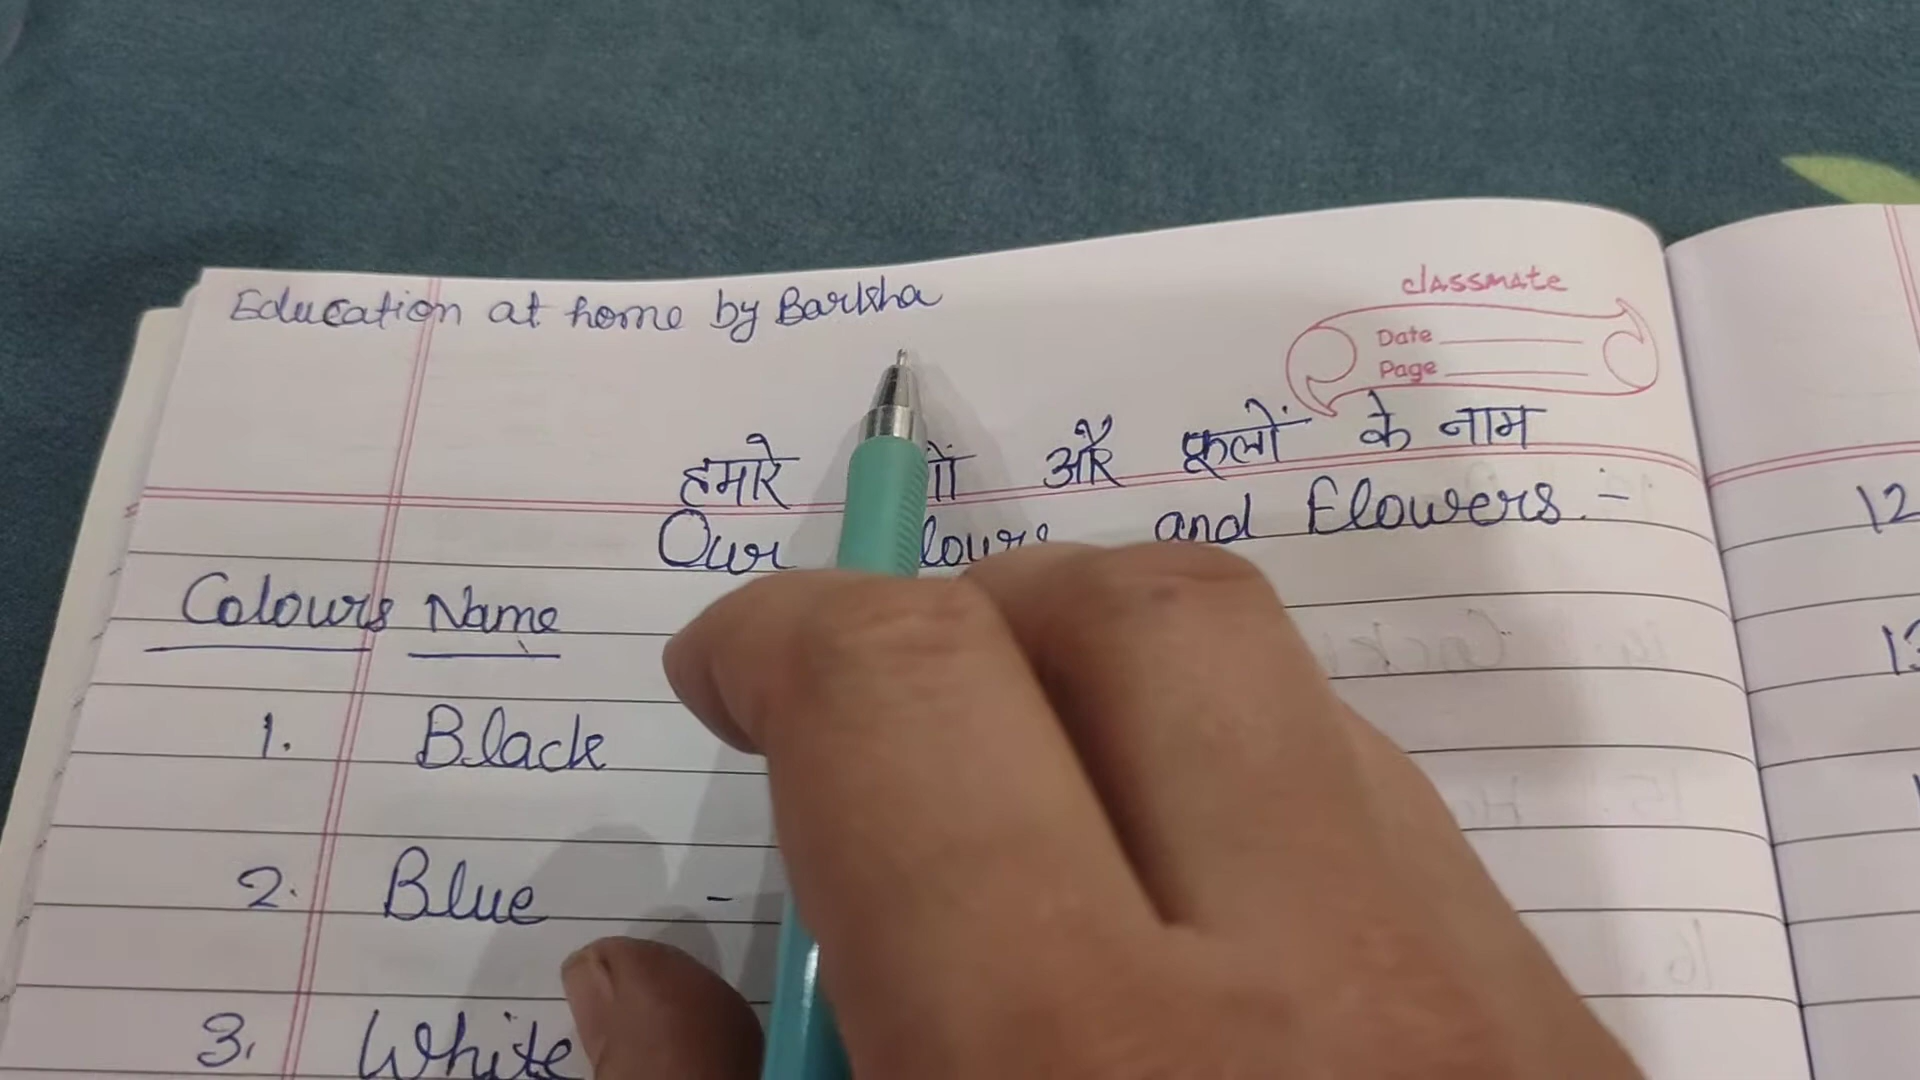 Education at home by Barsha
classmate
Date
Page
हमारे और फूलों के नाम
Our and Flowers. -
Colours Name
1. Black
2. Blue -
3. White
12